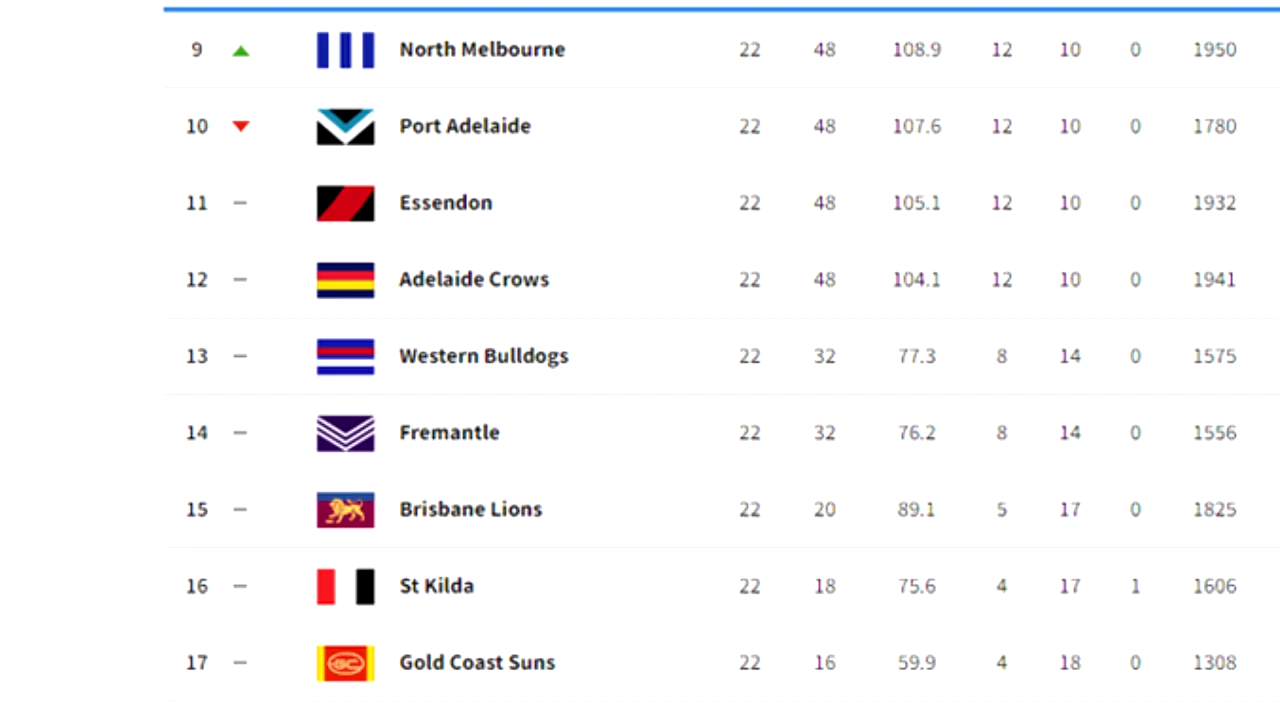 9 North Melbourne 22 48 108.9 12 10 0 1950
10 Port Adelaide 22 48 107.6 12 10 0 1780
11 Essendon 22 48 105.1 12 10 0 1932
12 Adelaide Crows 22 48 104.1 12 10 0 1941
13 Western Bulldogs 22 32 77.3 8 14 0 1575
14 Fremantle 22 32 76.2 8 14 0 1556
15 Brisbane Lions 22 20 89.1 5 17 0 1825
16 St Kilda 22 18 75.6 4 17 1 1606
17 GC Gold Coast Suns 22 16 59.9 4 18 0 1308